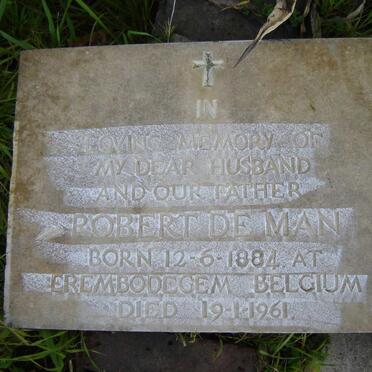 IN
LOVING MEMORY OF
MY DEAR HUSBAND
AND OUR FATHER
ROBERT DE MAN
BORN 12-6-1884 AT
EREMBODEGEM BELGIUM
DIED 19-1-1961.